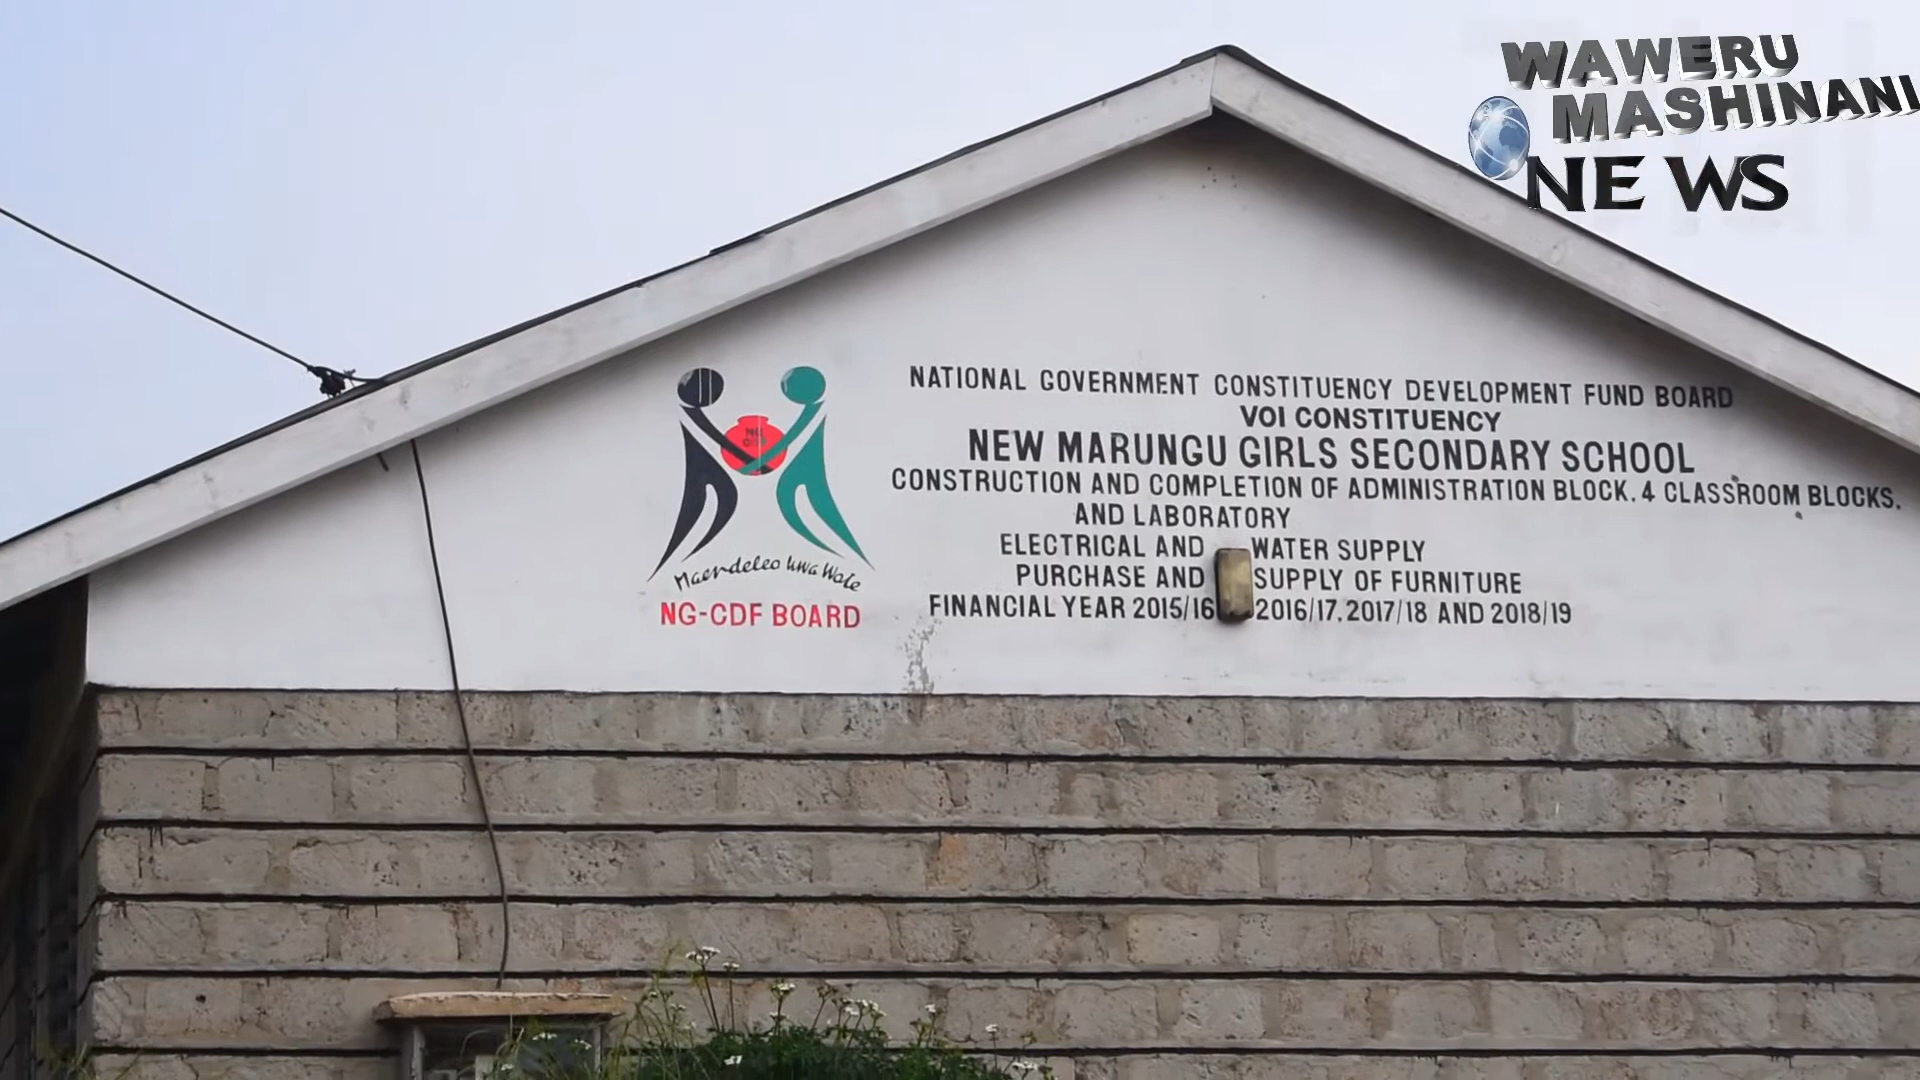 WAWERU
MASHINANI
NEWS
NG
CDF
Maendeleo kwa Wote
NG-CDF BOARD
NATIONAL GOVERNMENT CONSTITUENCY DEVELOPMENT FUND BOARD
VOI CONSTITUENCY
NEW MARUNGU GIRLS SECONDARY SCHOOL
CONSTRUCTION AND COMPLETION OF ADMINISTRATION BLOCK. 4 CLASSROOM BLOCKS.
AND LABORATORY
ELECTRICAL AND WATER SUPPLY
PURCHASE AND SUPPLY OF FURNITURE
FINANCIAL YEAR 2015/16 2016/17. 2017/18 AND 2018/19